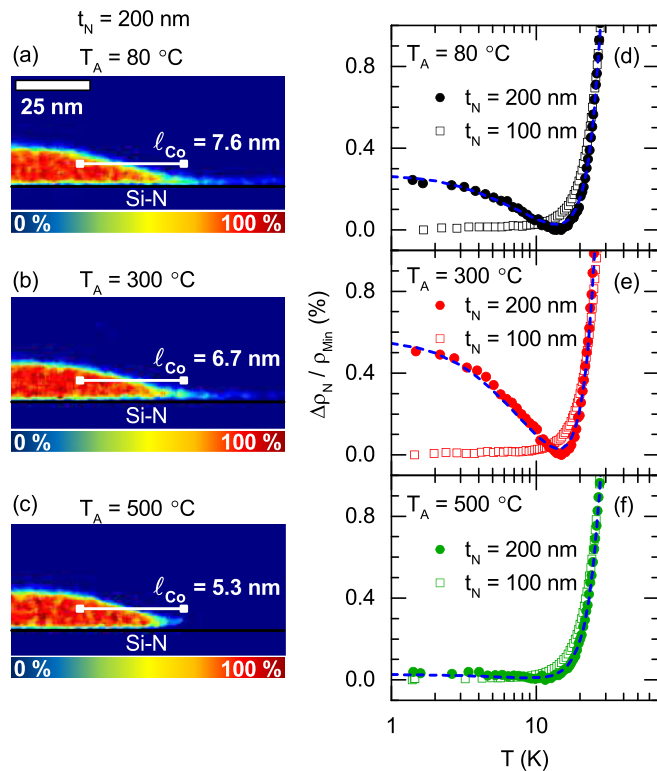 t_N = 200 nm
(a)
T_A = 80 °C
25 nm
ℓ_Co = 7.6 nm
Si-N
0 % 100 %
(b)
T_A = 300 °C
ℓ_Co = 6.7 nm
Si-N
0 % 100 %
(c)
T_A = 500 °C
ℓ_Co = 5.3 nm
Si-N
0 % 100 %
T_A = 80 °C (d)
t_N = 200 nm
t_N = 100 nm
0.8
0.4
0.0
T_A = 300 °C (e)
t_N = 200 nm
t_N = 100 nm
0.8
0.4
0.0
Δρ_N / ρ_Min (%)
T_A = 500 °C (f)
t_N = 200 nm
t_N = 100 nm
0.8
0.4
0.0
1 10
T (K)